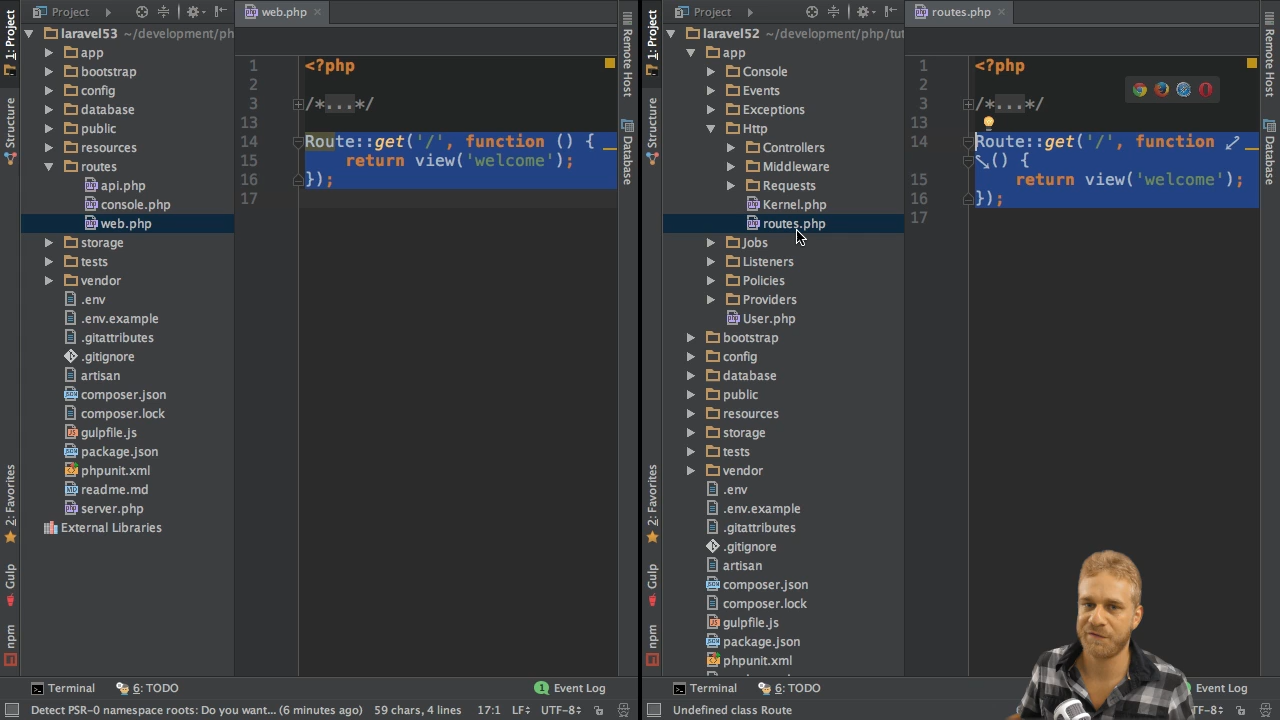 1: Project
Structure
2: Favorites
Gulp
npm
Project
laravel53 ~/development/ph
app
bootstrap
config
database
public
resources
routes
api.php
console.php
web.php
storage
tests
vendor
.env
.env.example
.gitattributes
.gitignore
artisan
composer.json
composer.lock
gulpfile.js
package.json
phpunit.xml
readme.md
server.php
External Libraries
web.php
1 <?php
2
3 /*...*/
13
14 Route::get('/', function () {
15 return view('welcome');
16 });
17
Remote Host
Database
Terminal
6: TODO
1 Event Log
Detect PSR-0 namespace roots: Do you want... (6 minutes ago) 59 chars, 4 lines 17:1 LF÷ UTF-8÷
1: Project
Structure
2: Favorites
Gulp
npm
Project
laravel52 ~/development/php/tut
app
Console
Events
Exceptions
Http
Controllers
Middleware
Requests
Kernel.php
routes.php
Jobs
Listeners
Policies
Providers
User.php
bootstrap
config
database
public
resources
storage
tests
vendor
.env
.env.example
.gitattributes
.gitignore
artisan
composer.json
composer.lock
gulpfile.js
package.json
phpunit.xml
routes.php
1 <?php
2
3 /*...*/
13
14 Route::get('/', function
() {
15 return view('welcome');
16 });
17
Remote Host
Database
Terminal
6: TODO
Event Log
Undefined class Route